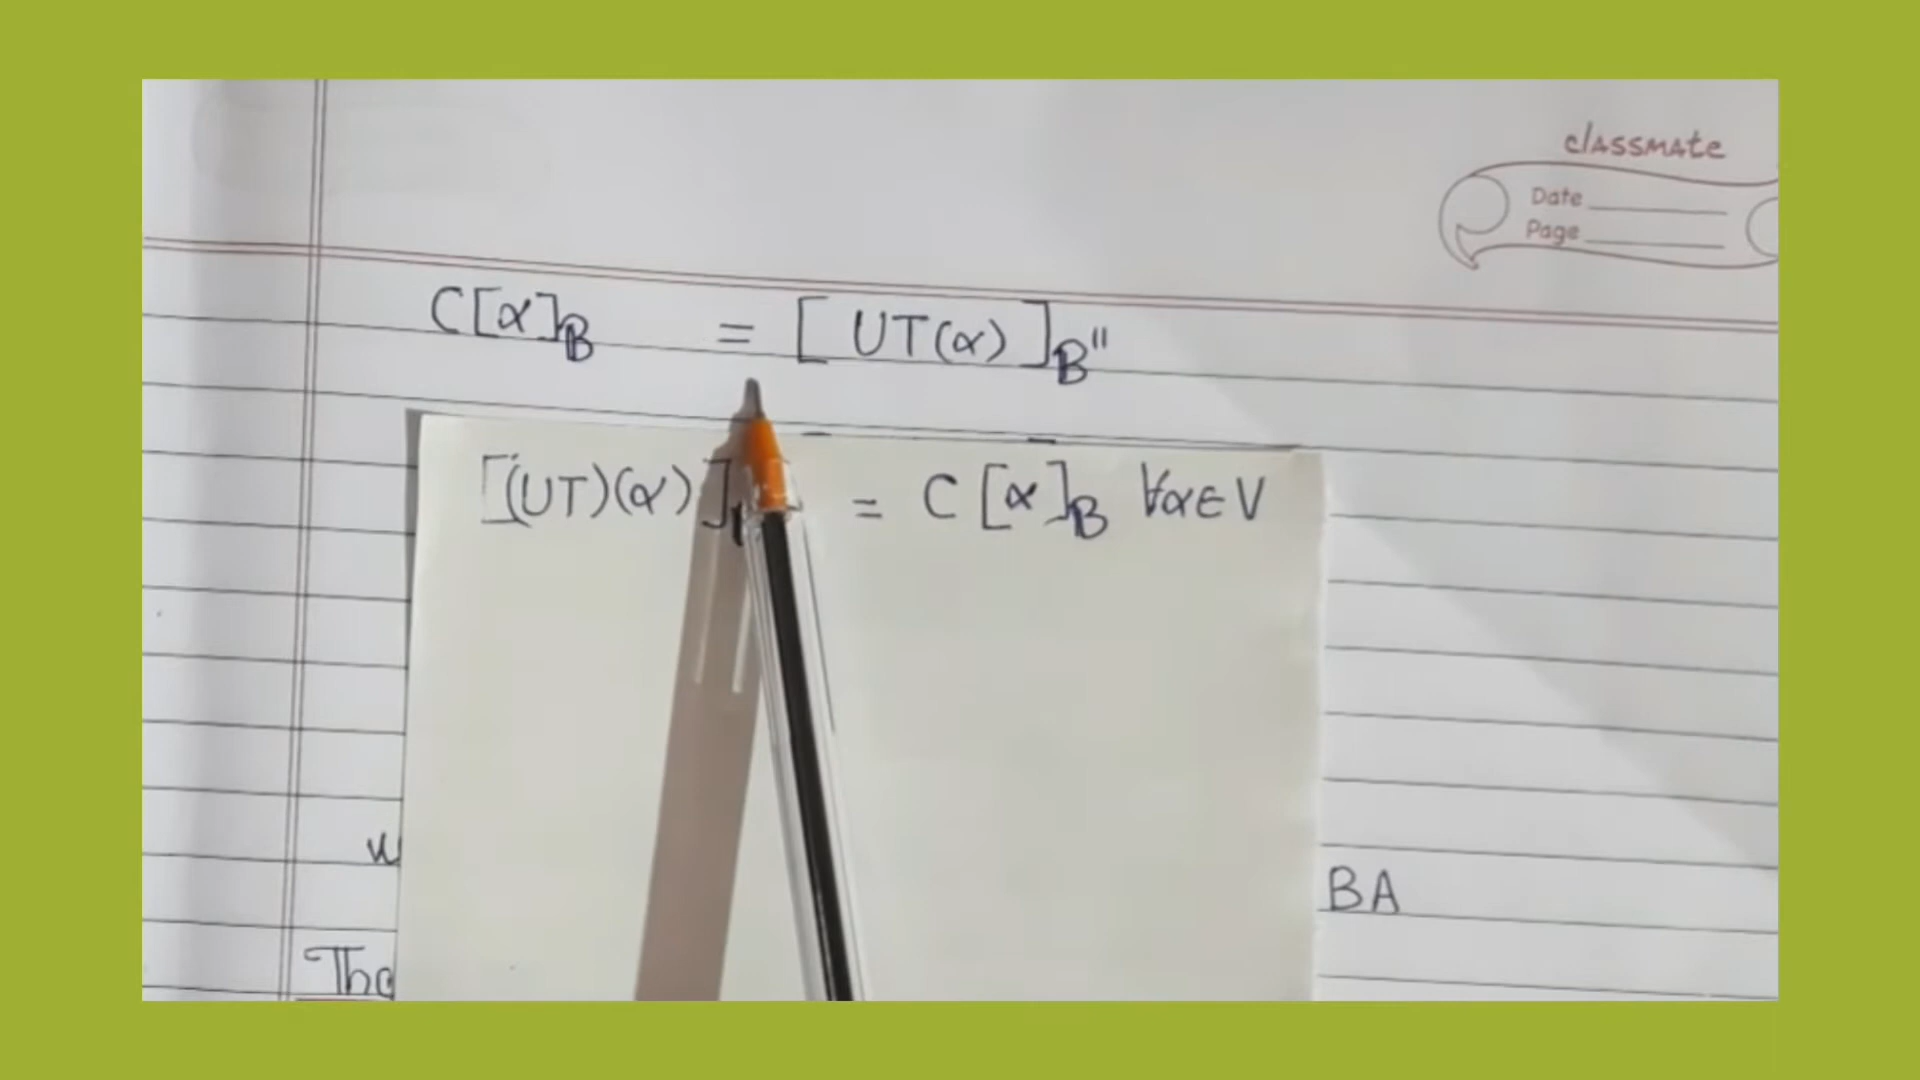 classmate
Date
Page
C[α]B = [UT(α)]B"
[(UT)(α)] = C[α]B ∀α∈V
BA